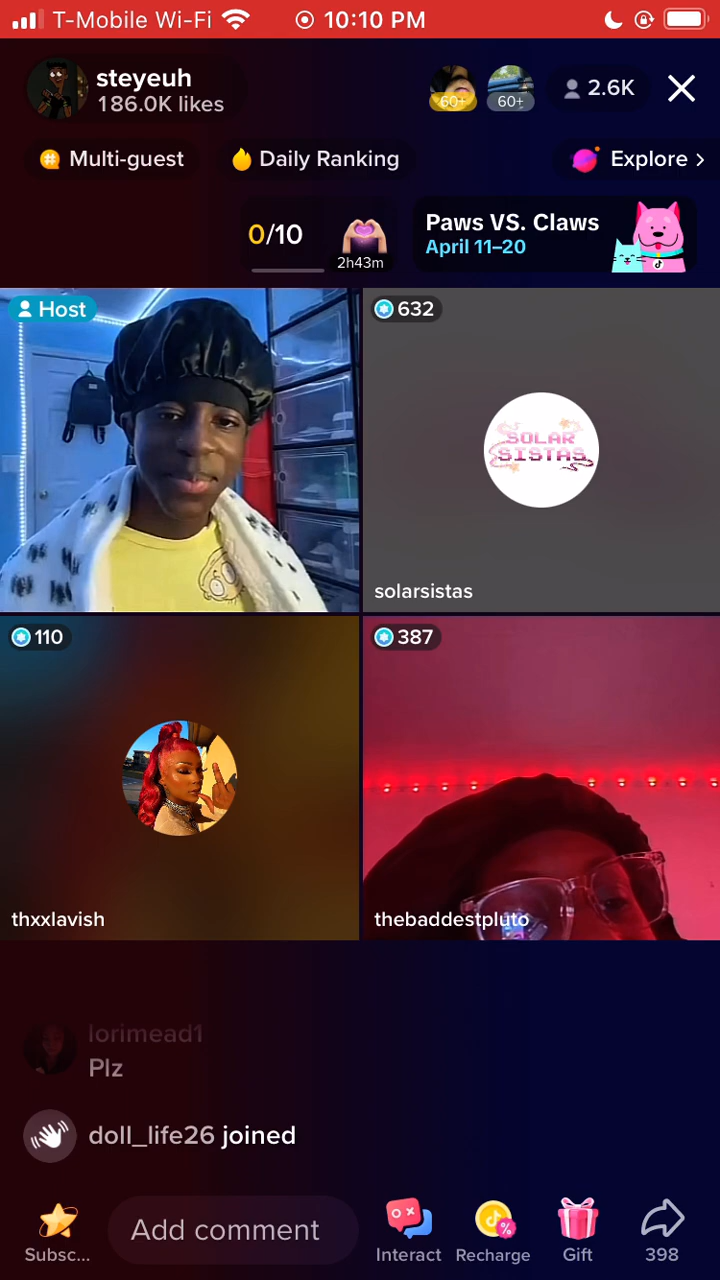 T-Mobile Wi-Fi 10:10 PM
steyeuh
186.0K likes
60+ 60+
2.6K
Multi-guest Daily Ranking Explore >
0/10
2h43m
Paws VS. Claws
April 11–20
Host
632
SOLAR
SISTAS
solarsistas
110
387
thxxlavish
thebaddestpluto
lorimead1
Plz
doll_life26 joined
Subsc...
Add comment
Interact
Recharge
Gift
398